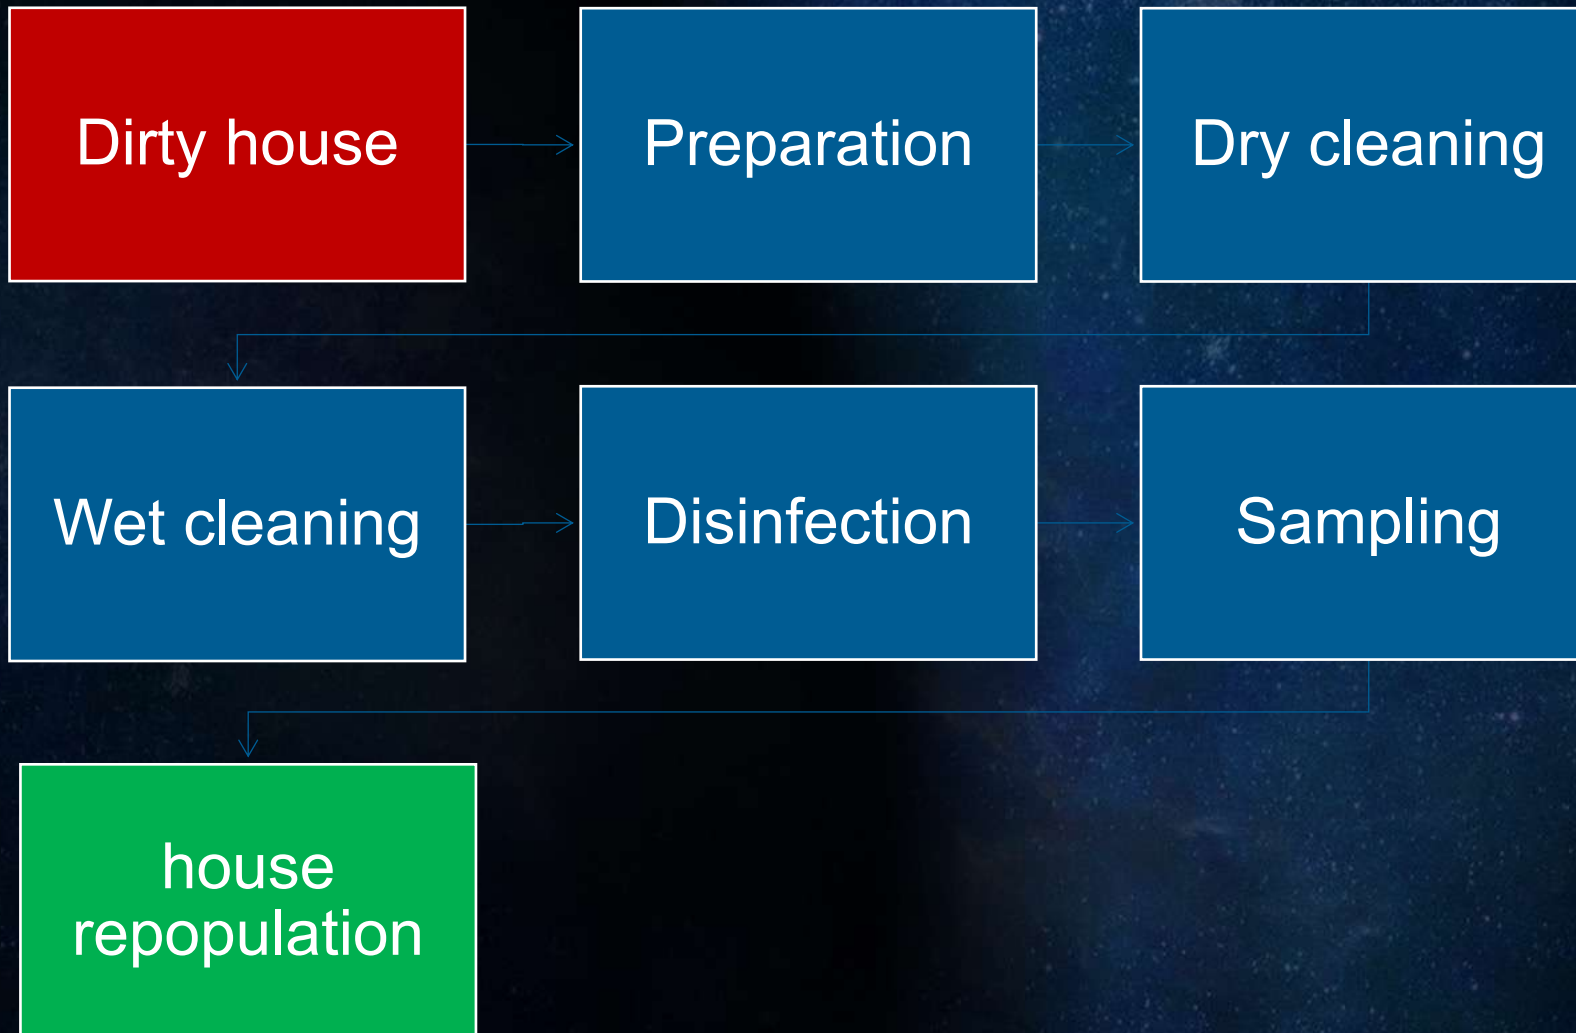 Dirty house
Preparation
Dry cleaning
Wet cleaning
Disinfection
Sampling
house
repopulation